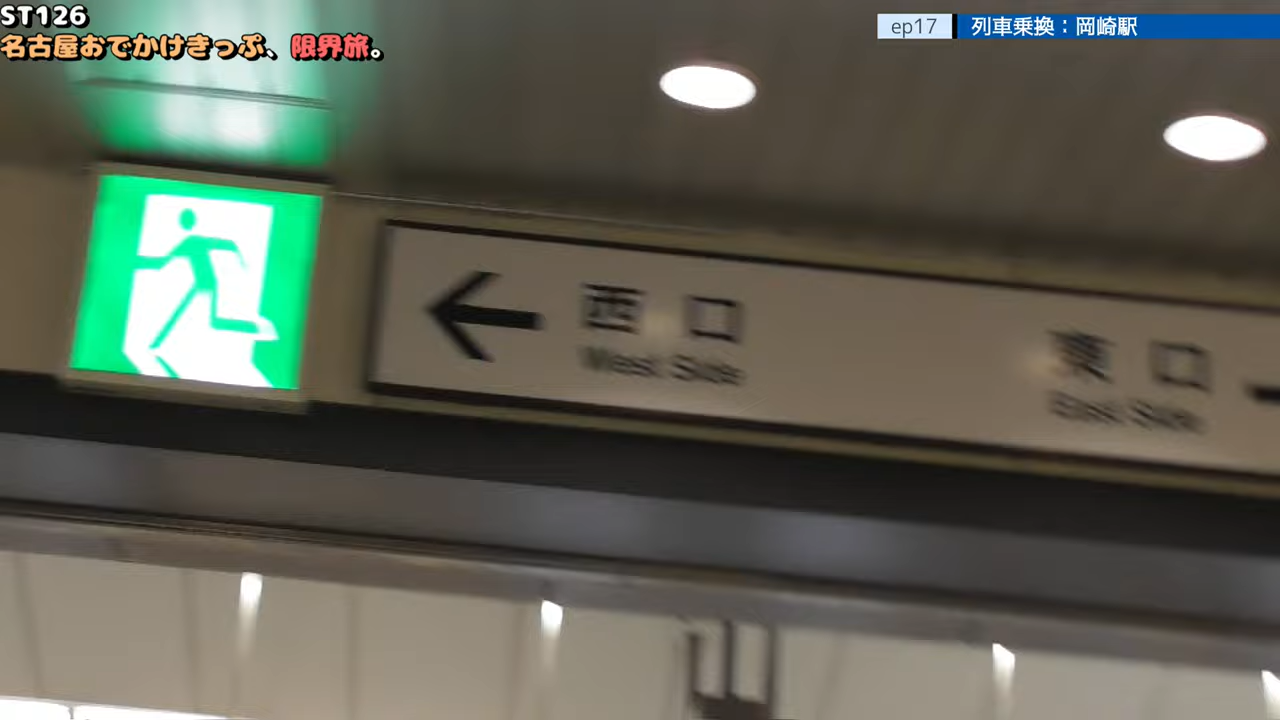 ST126
名古屋おでかけきっぷ、限界旅。
ep17
列車乗換：岡崎駅
← 西口
West Side
東口
East Side